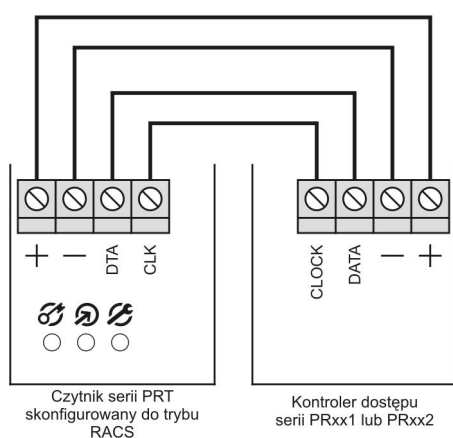 + − DTA CLK
CLOCK DATA − +
Czytnik serii PRT
skonfigurowany do trybu
RACS
Kontroler dostępu
serii PRxx1 lub PRxx2